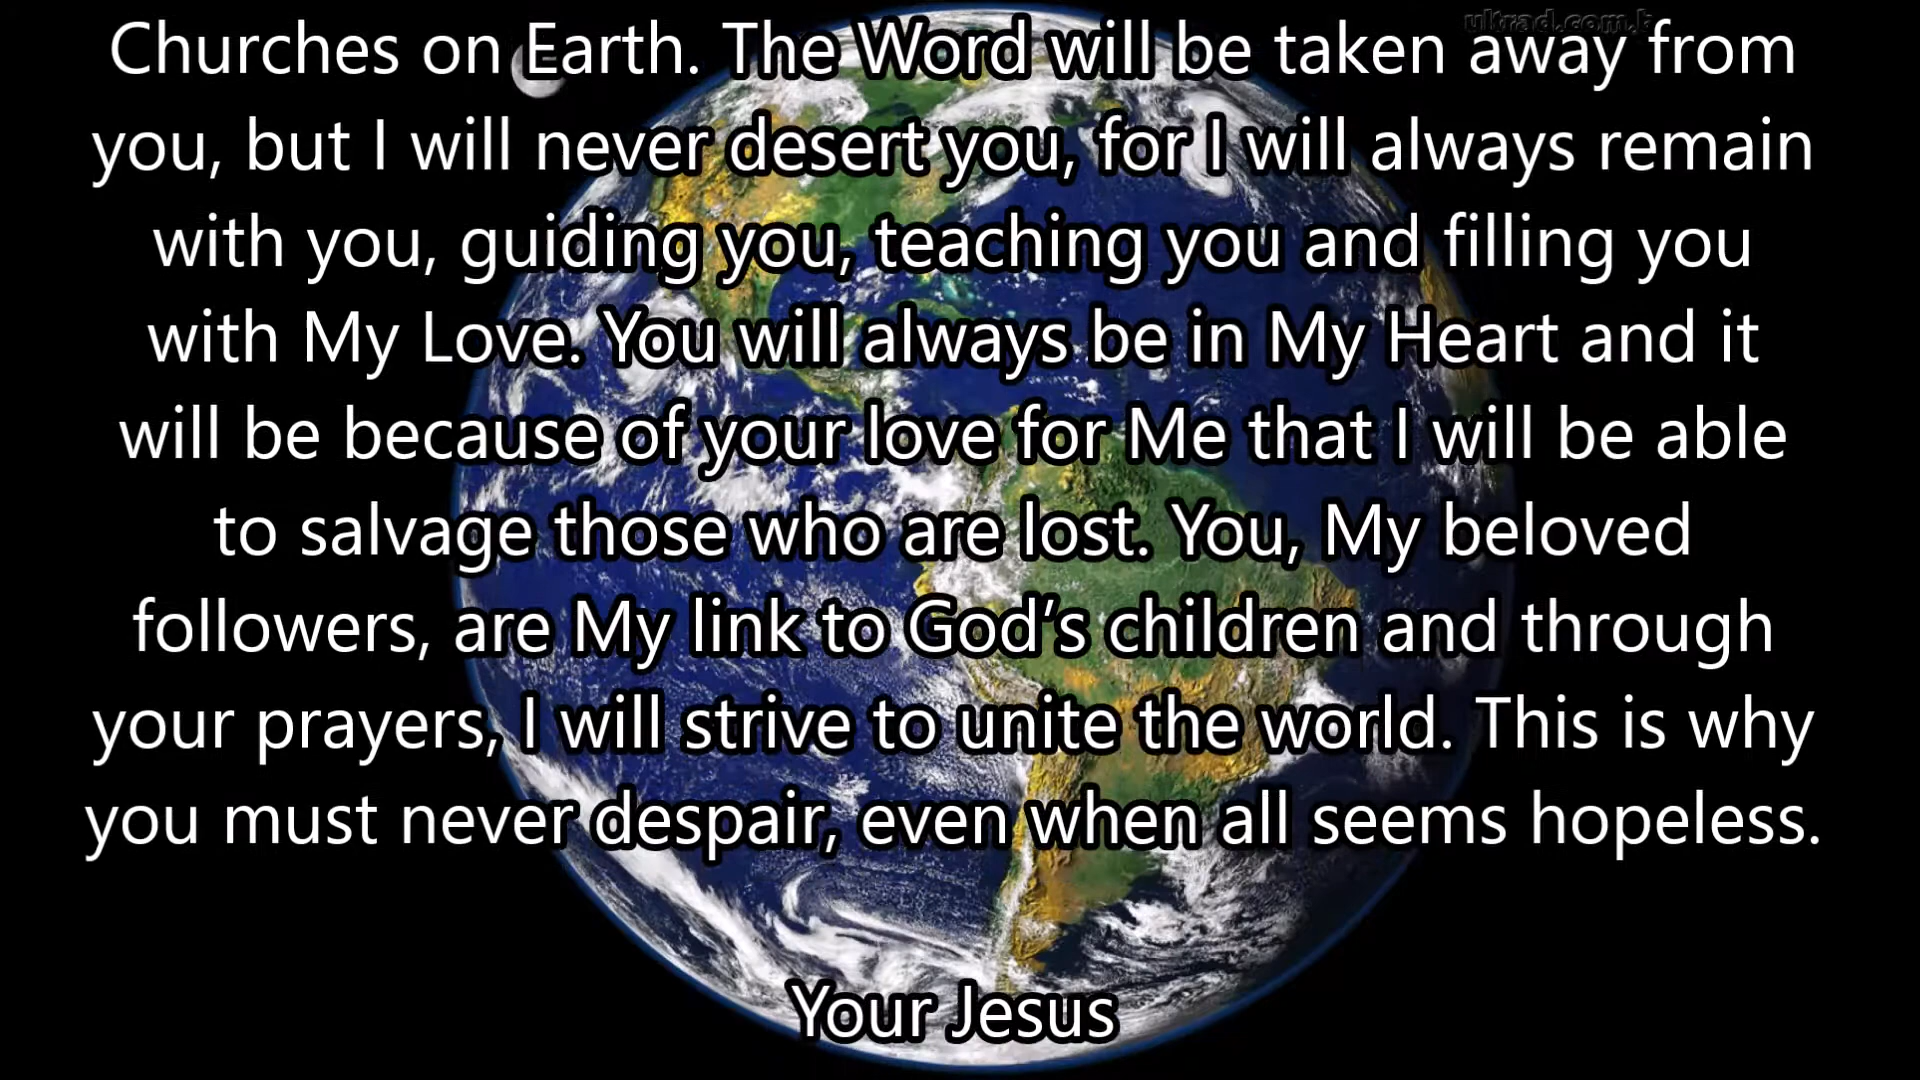 Churches on Earth. The Word will be taken away from
you, but I will never desert you, for I will always remain
with you, guiding you, teaching you and filling you
with My Love. You will always be in My Heart and it
will be because of your love for Me that I will be able
to salvage those who are lost. You, My beloved
followers, are My link to God’s children and through
your prayers, I will strive to unite the world. This is why
you must never despair, even when all seems hopeless.
Your Jesus